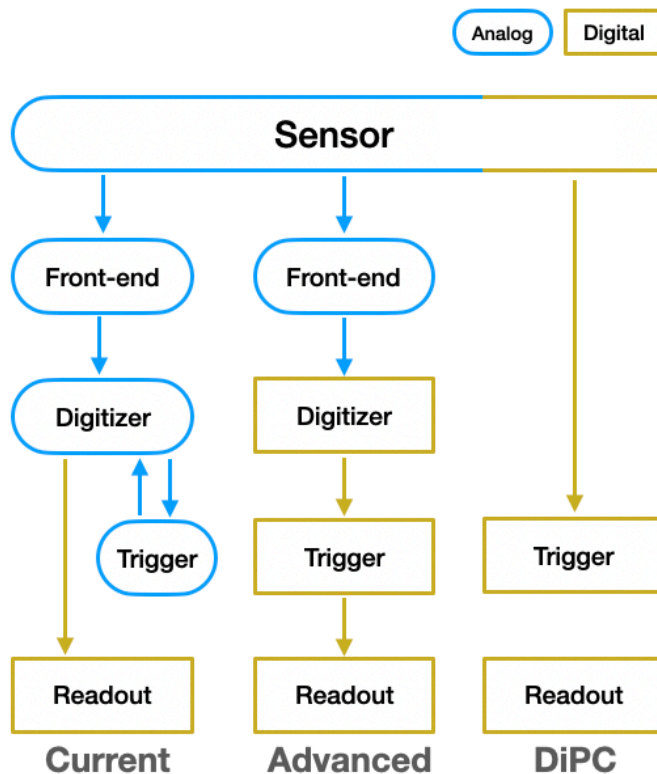 Analog Digital
Sensor
Front-end Front-end
Digitizer Digitizer
Trigger Trigger Trigger
Readout Readout Readout
Current Advanced DiPC